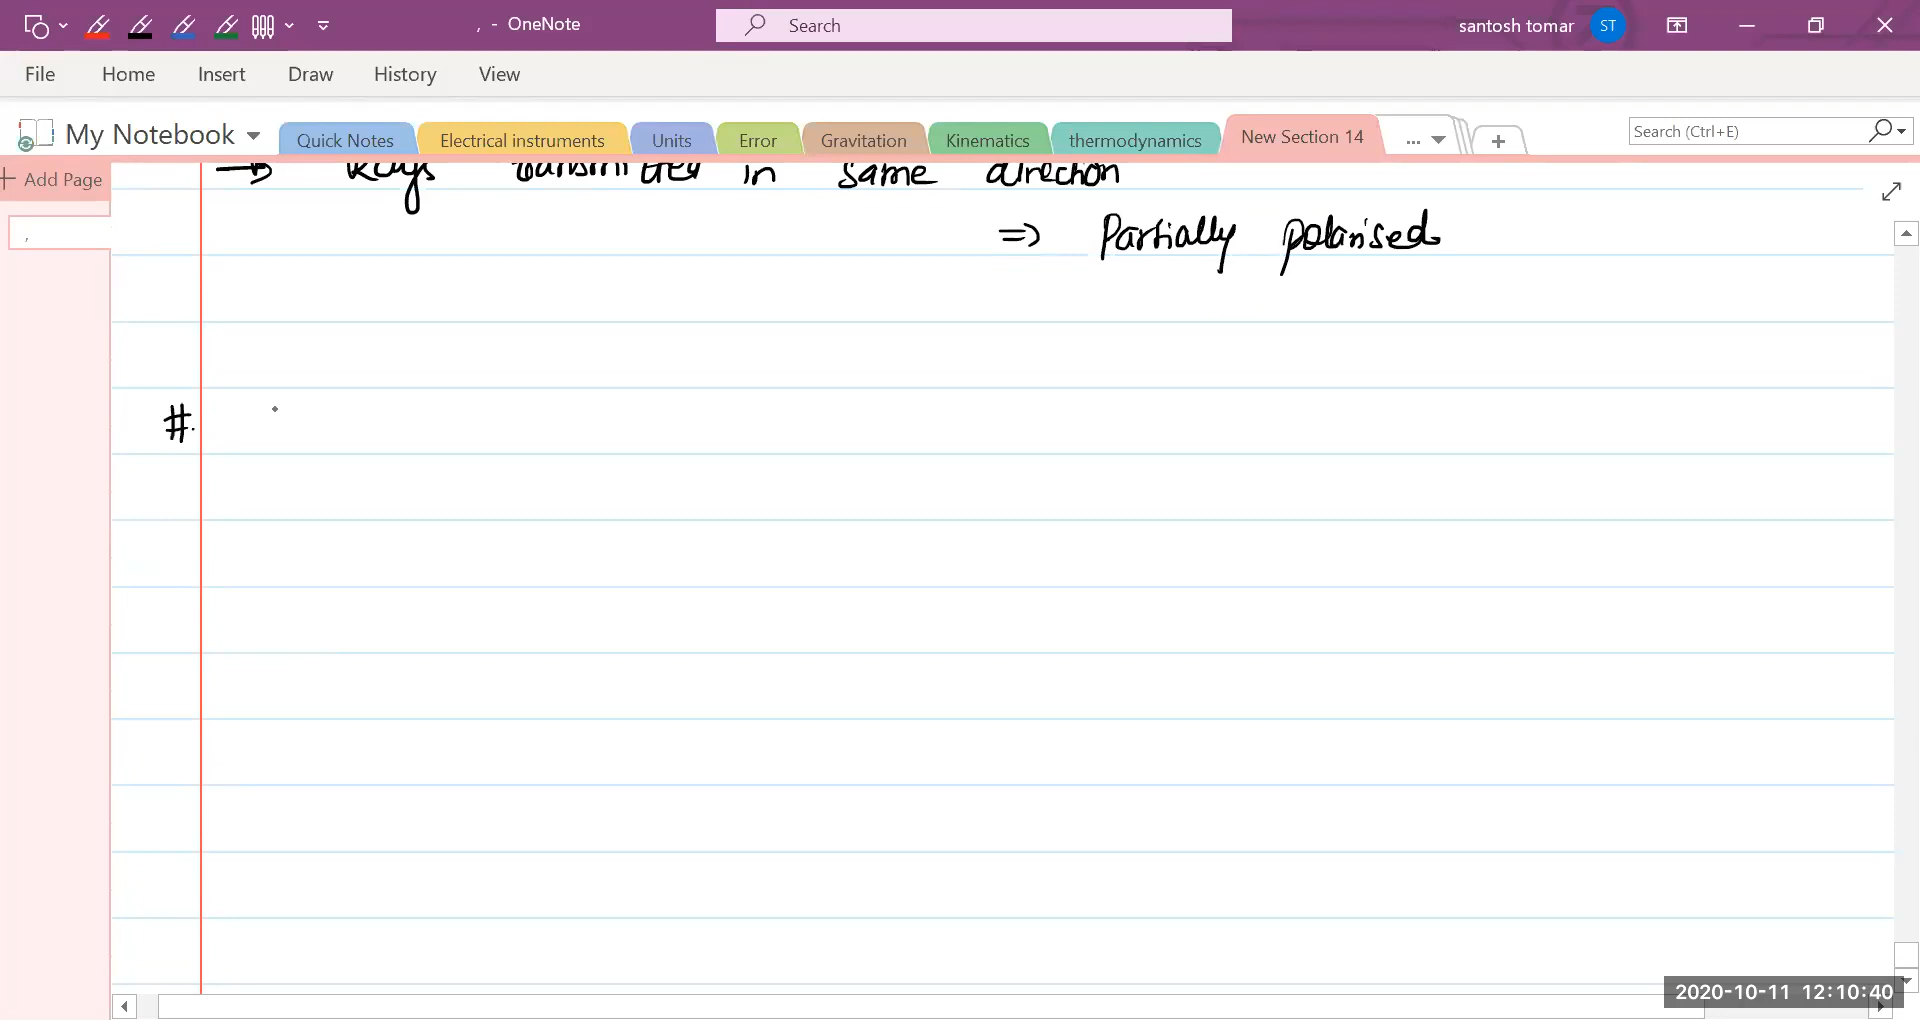 , - OneNote
Search
santosh tomar ST
File Home Insert Draw History View
My Notebook
Quick Notes Electrical instruments Units Error Gravitation Kinematics thermodynamics New Section 14 ... +
Search (Ctrl+E)
+ Add Page
,
→ Rays transmitted in same direction
⇒ Partially polarised.
#.
2020-10-11 12:10:40